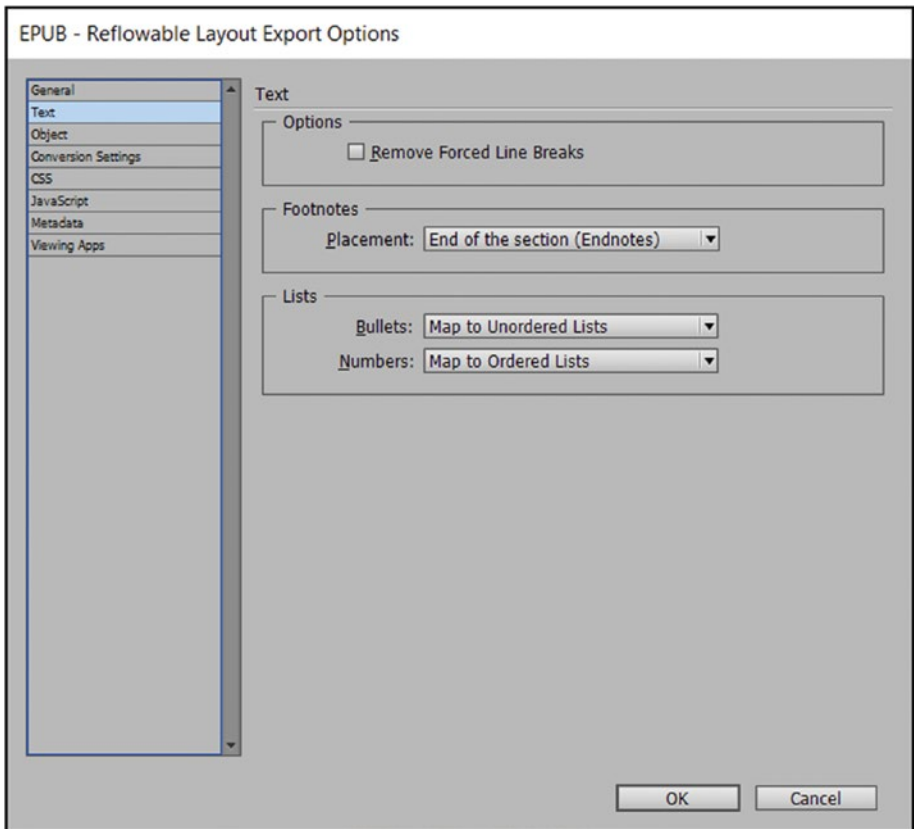 EPUB - Reflowable Layout Export Options
General
Text
Object
Conversion Settings
CSS
JavaScript
Metadata
Viewing Apps
Text
Options
Remove Forced Line Breaks
Footnotes
Placement: End of the section (Endnotes)
Lists
Bullets: Map to Unordered Lists
Numbers: Map to Ordered Lists
OK Cancel